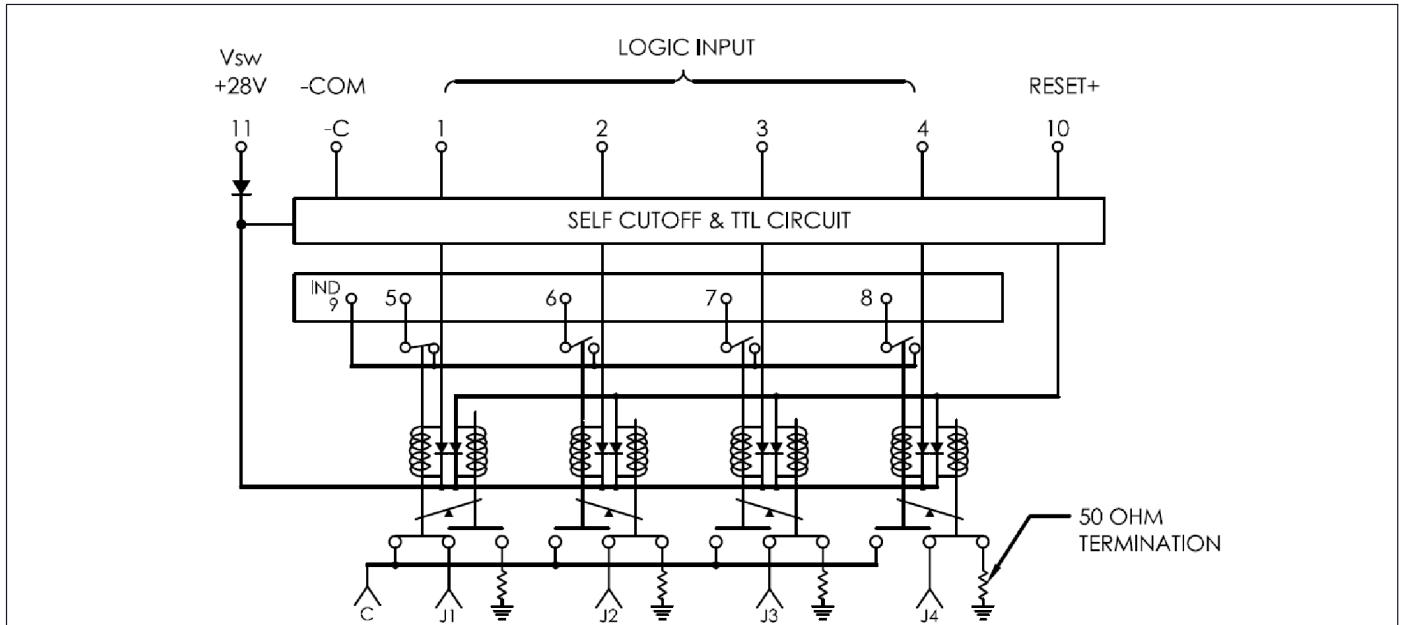 LOGIC INPUT
Vsw
+28V
-COM
RESET+
11
-C
1
2
3
4
10
SELF CUTOFF & TTL CIRCUIT
IND
9
5
6
7
8
50 OHM
TERMINATION
C
J1
J2
J3
J4